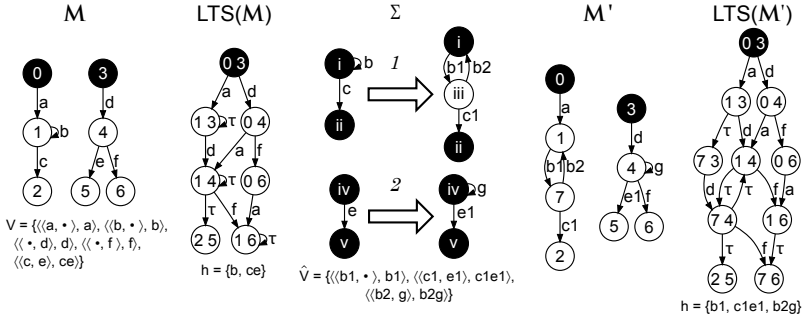 M LTS(M) Σ M' LTS(M')
0 3
a d
1 b 4
c e f
2 5 6
V = {⟨⟨a, •⟩, a⟩, ⟨⟨b, •⟩, b⟩,
⟨⟨ •, d⟩, d⟩, ⟨⟨•, f ⟩, f⟩,
⟨⟨c, e⟩, ce⟩}
0 3
a d
1 3 τ 0 4
d a f
1 4 τ 0 6
τ f a
2 5 1 6 τ
h = {b, ce}
i b 1 i
c b1 b2
iii
ii c1
ii
iv 2 iv g
e e1
v v
V̂ = {⟨⟨b1, •⟩, b1⟩, ⟨⟨c1, e1⟩, c1e1⟩,
⟨⟨b2, g⟩, b2g⟩}
0
a 3
1 d
b1 b2 4 g
7 e1 f
c1 5 6
2
0 3
a d
1 3 0 4
τ d a f
7 3 1 4 0 6
d τ τ f a
7 4 1 6
τ f τ
2 5 7 6
h = {b1, c1e1, b2g}